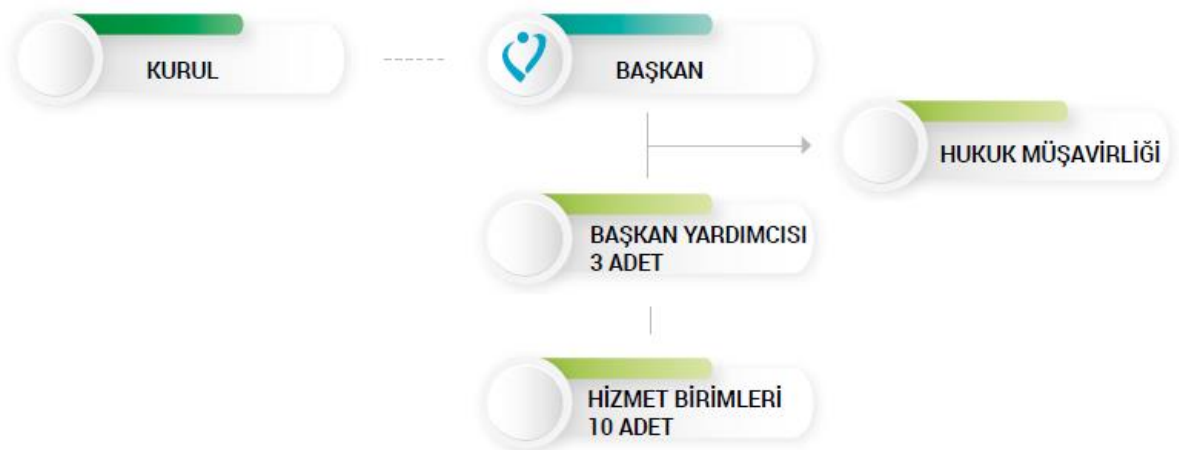 KURUL
BAŞKAN
HUKUK MÜŞAVİRLİĞİ
BAŞKAN YARDIMCISI
3 ADET
HİZMET BİRİMLERİ
10 ADET